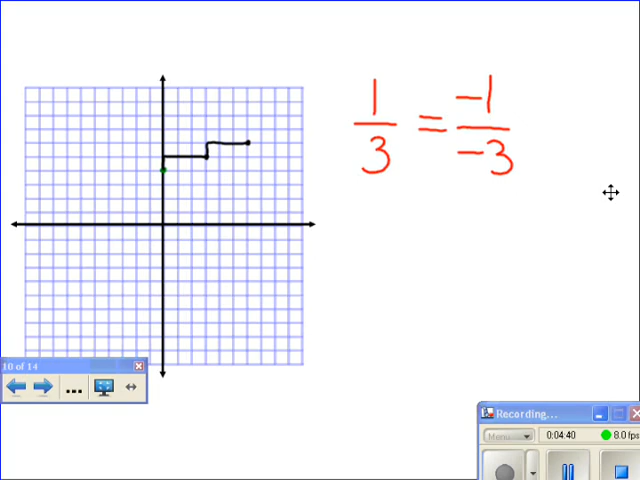 1/3 = -1/-3
10 of 14
...
Recording...
Menu
0:04:40
8.0 fps